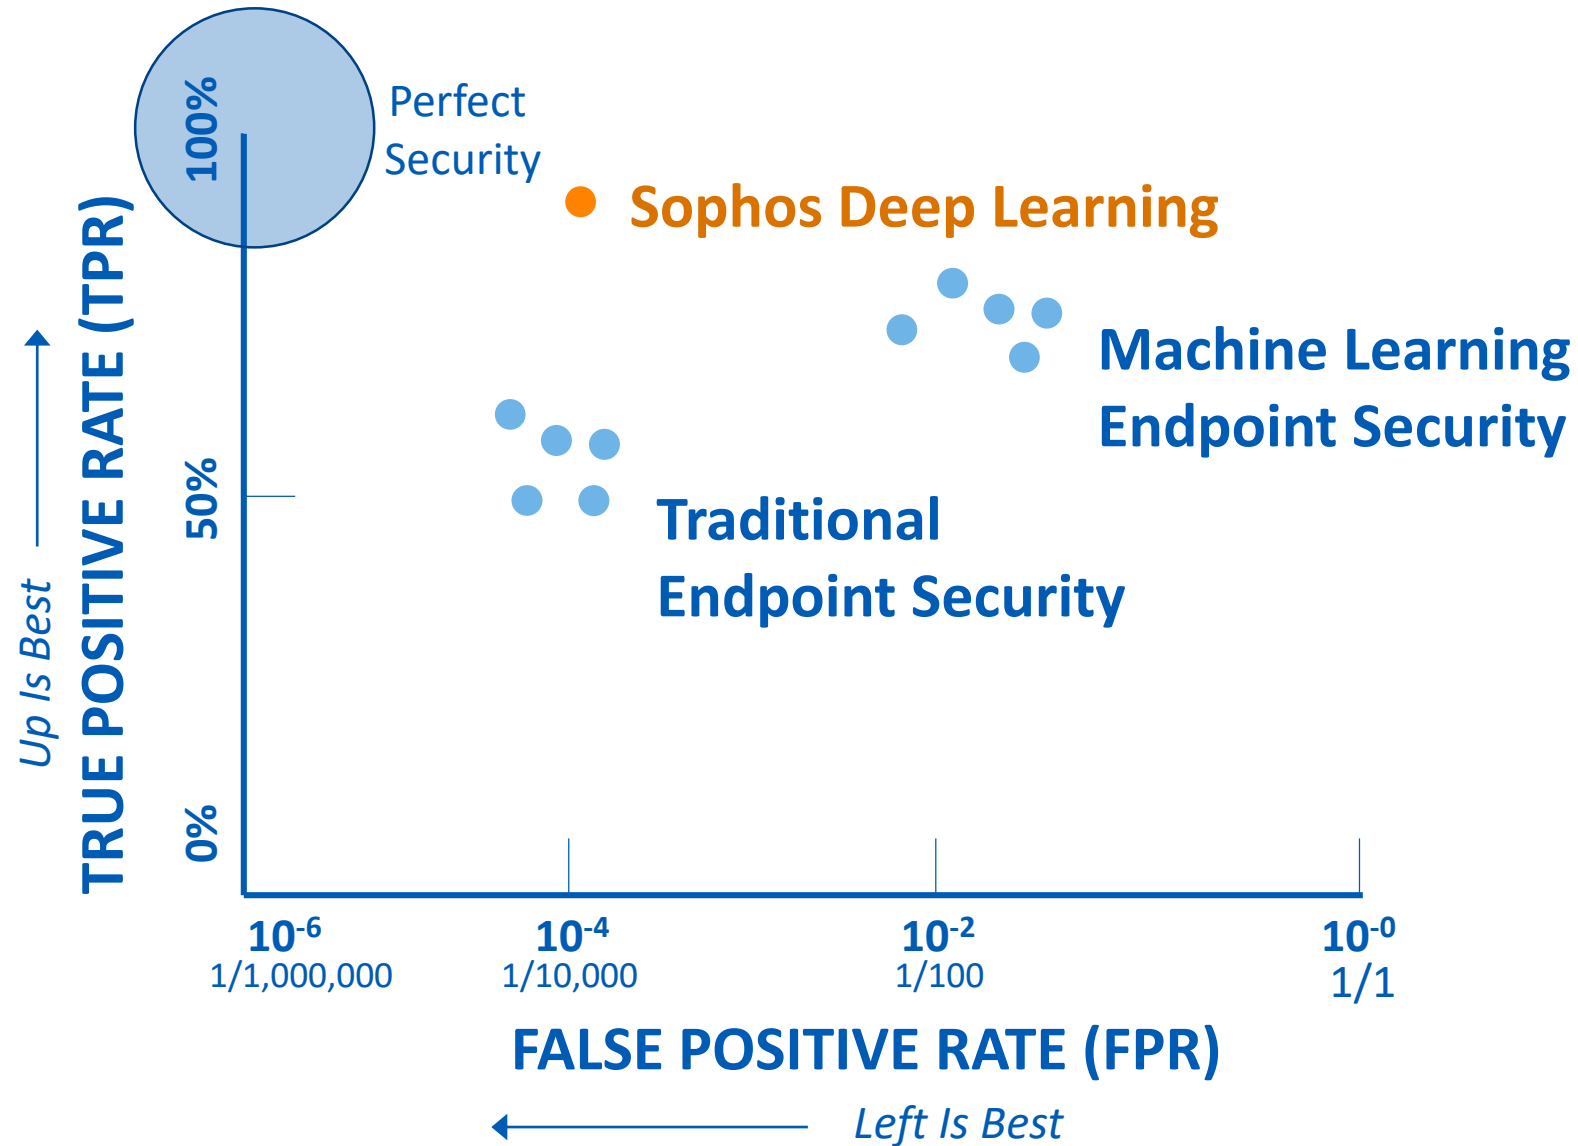 Perfect
Security
100%
Sophos Deep Learning
Machine Learning
Endpoint Security
50%
Traditional
Endpoint Security
0%
TRUE POSITIVE RATE (TPR)
Up Is Best
10-6
1/1,000,000
10-4
1/10,000
10-2
1/100
10-0
1/1
FALSE POSITIVE RATE (FPR)
Left Is Best